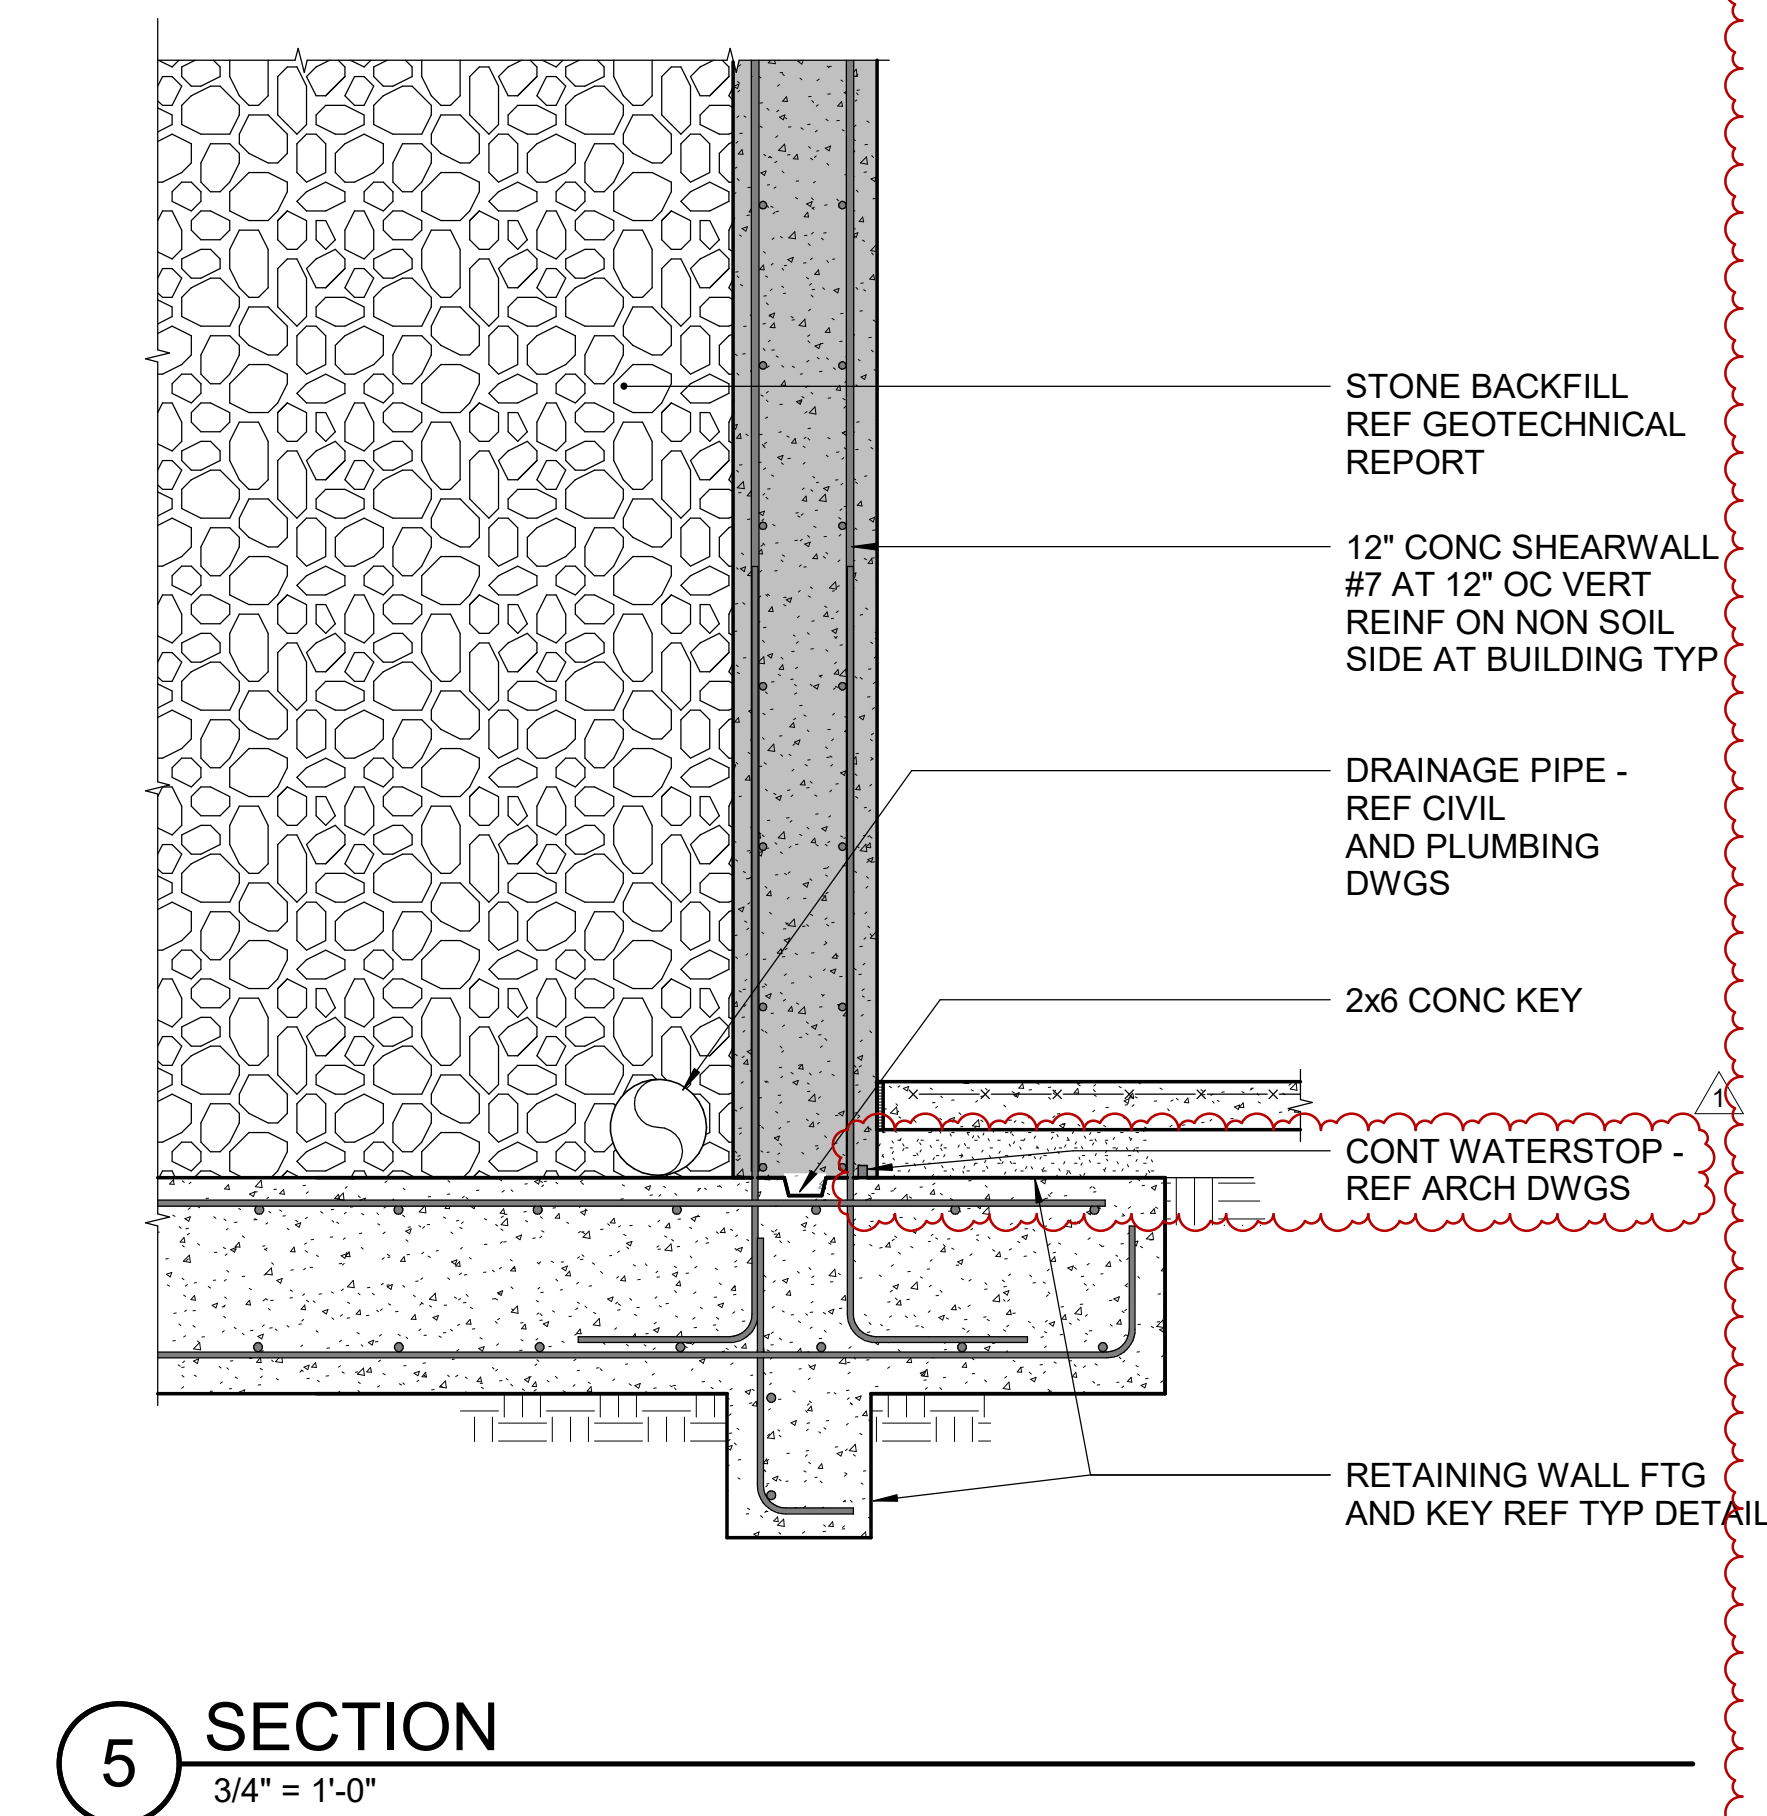 STONE BACKFILL
REF GEOTECHNICAL
REPORT
12" CONC SHEARWALL
#7 AT 12" OC VERT
REINF ON NON SOIL
SIDE AT BUILDING TYP
DRAINAGE PIPE -
REF CIVIL
AND PLUMBING
DWGS
2x6 CONC KEY
1
CONT WATERSTOP -
REF ARCH DWGS
RETAINING WALL FTG
AND KEY REF TYP DETAIL
5
SECTION
3/4" = 1'-0"